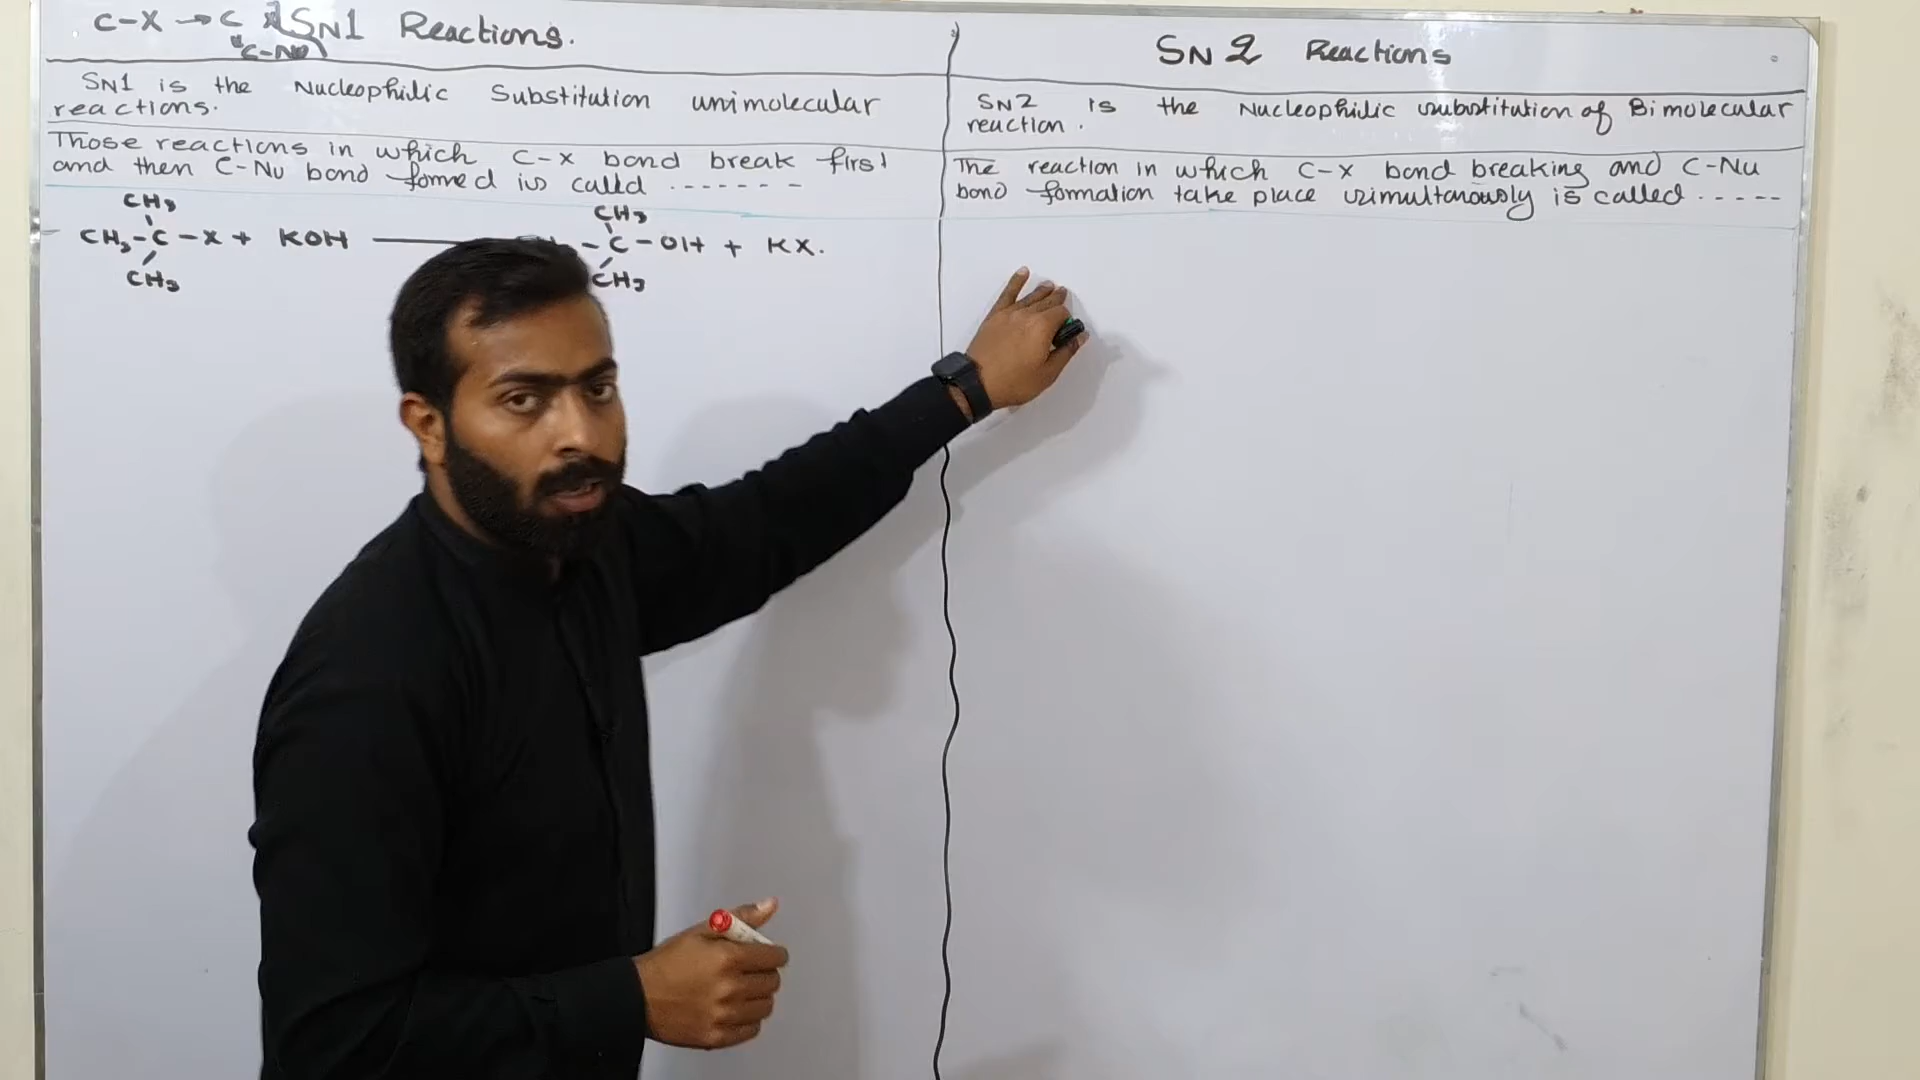 C-X → C
C-Nu
SN1 Reactions.
SN1 is the Nucleophilic Substitution unimolecular
reactions.
Those reactions in which C-X bond break first
and then C-Nu bond formed is called .......
CH3
CH3-C-X + KOH
CH3
CH3
-C-OH + KX.
CH3
SN2 Reactions
SN2 is the Nucleophilic substitution of Bimolecular
reaction.
The reaction in which C-X bond breaking and C-Nu
bond formation take place simultanously is called .....